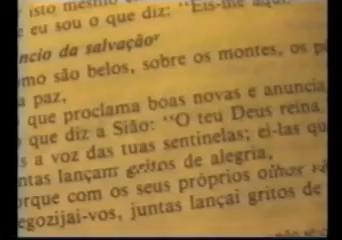 isto mesmo
e eu sou o que diz: "Eis-me aqui.
ncio da salvação
mo são belos, sobre os montes, os p
a paz,
que proclama boas novas e anuncia
que diz a Sião: "O teu Deus reina,
s a voz das tuas sentinelas; ei-las qu
ntas lançam gritos de alegria,
rque com os seus próprios olhos vê
egozijai-vos, juntas lançai gritos de